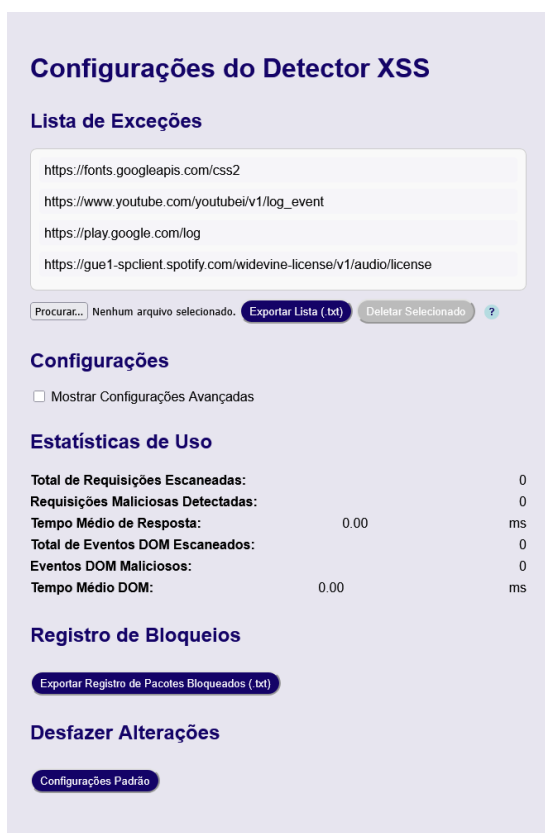 Configurações do Detector XSS
Lista de Exceções
https://fonts.googleapis.com/css2
https://www.youtube.com/youtubei/v1/log_event
https://play.google.com/log
https://gue1-spclient.spotify.com/widevine-license/v1/audio/license
Procurar... Nenhum arquivo selecionado. Exportar Lista (.txt) Deletar Selecionado ?
Configurações
Mostrar Configurações Avançadas
Estatísticas de Uso
Total de Requisições Escaneadas: 0
Requisições Maliciosas Detectadas: 0
Tempo Médio de Resposta: 0.00 ms
Total de Eventos DOM Escaneados: 0
Eventos DOM Maliciosos: 0
Tempo Médio DOM: 0.00 ms
Registro de Bloqueios
Exportar Registro de Pacotes Bloqueados (.txt)
Desfazer Alterações
Configurações Padrão